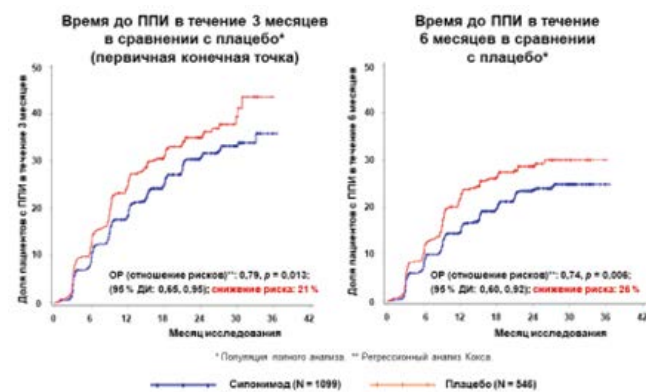 Время до ППИ в течение 3 месяцев
в сравнении с плацебо*
(первичная конечная точка)
Время до ППИ в течение
6 месяцев в сравнении
с плацебо*
Доля пациентов с ППИ в течение 3 месяцев
50
40
30
20
10
0
ОР (отношение рисков)**: 0,79, p = 0,013;
(95 % ДИ: 0,65, 0,95); снижение риска: 21 %
0 6 12 18 24 30 36 42
Месяц исследования
Доля пациентов с ППИ в течение 6 месяцев
50
40
30
20
10
0
ОР (отношение рисков)**: 0,74, p = 0,006;
(95 % ДИ: 0,60, 0,92); снижение риска: 26 %
0 6 12 18 24 30 36 42
Месяц исследования
* Популяция полного анализа. ** Регрессионный анализ Кокса.
Сипонимод (N = 1099)
Плацебо (N = 546)